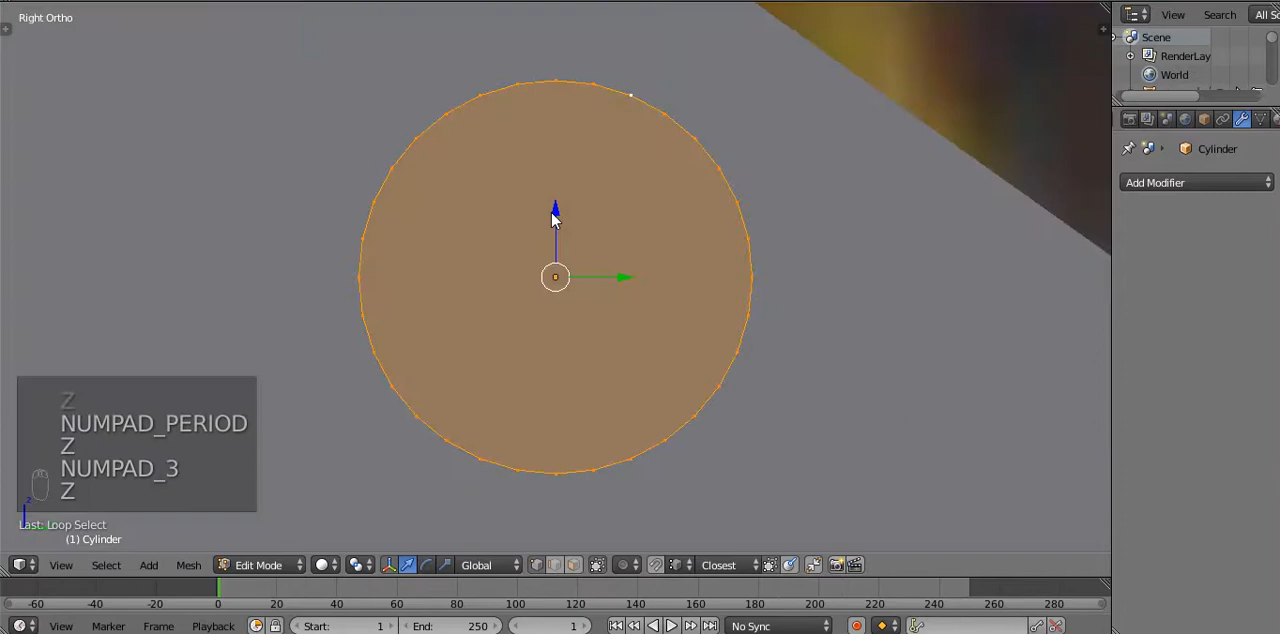 Right Ortho
View Search All Sc
Scene
RenderLay
World
Cylinder
Add Modifier
Z
NUMPAD_PERIOD
Z
NUMPAD_3
Z
z
Last: Loop Select
(1) Cylinder
View Select Add Mesh Edit Mode Global Closest
-60 -40 -20 0 20 40 60 80 100 120 140 160 180 200 220 240 260 280
View Marker Frame Playback Start: 1 End: 250 1 No Sync